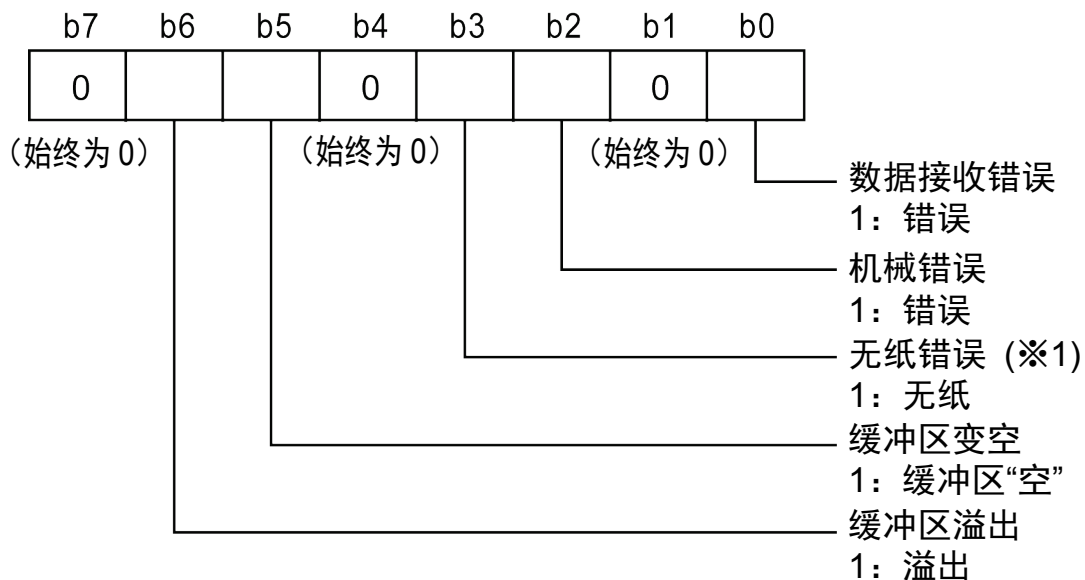 b7 b6 b5 b4 b3 b2 b1 b0
0 0 0
（始终为 0） （始终为 0） （始终为 0）
数据接收错误
1：错误
机械错误
1：错误
无纸错误 (※1)
1：无纸
缓冲区变空
1：缓冲区“空”
缓冲区溢出
1：溢出